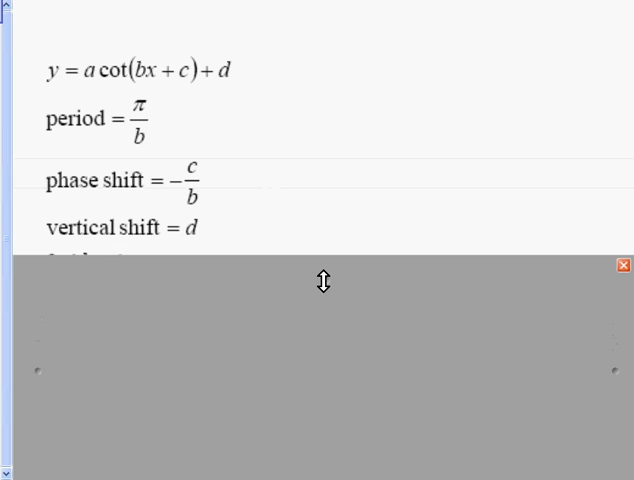 y = a cot(bx + c) + d
period = π/b
phase shift = −c/b
vertical shift = d